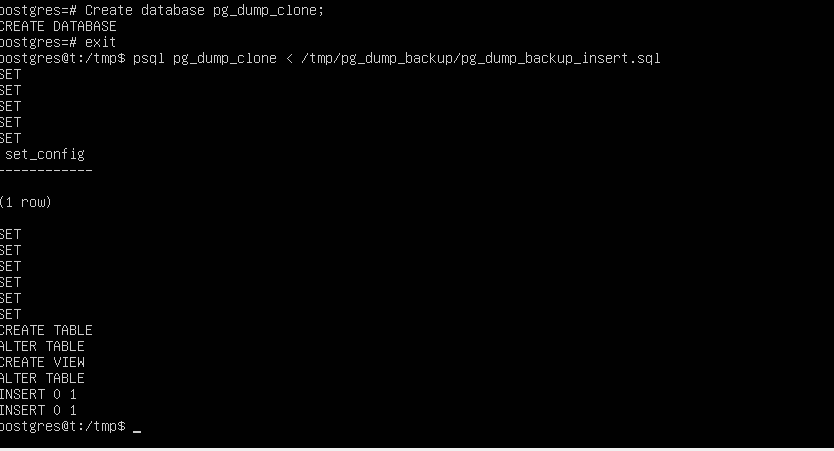 postgres=# Create database pg_dump_clone;
CREATE DATABASE
postgres=# exit
postgres@t:/tmp$ psql pg_dump_clone < /tmp/pg_dump_backup/pg_dump_backup_insert.sql
SET
SET
SET
SET
SET
 set_config
------------

(1 row)

SET
SET
SET
SET
SET
SET
CREATE TABLE
ALTER TABLE
CREATE VIEW
ALTER TABLE
INSERT 0 1
INSERT 0 1
postgres@t:/tmp$ _